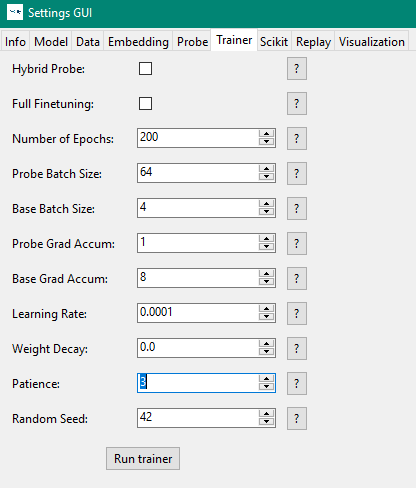 Settings GUI
Info Model Data Embedding Probe Trainer Scikit Replay Visualization
Hybrid Probe: ?
Full Finetuning: ?
Number of Epochs: 200 ?
Probe Batch Size: 64 ?
Base Batch Size: 4 ?
Probe Grad Accum: 1 ?
Base Grad Accum: 8 ?
Learning Rate: 0.0001 ?
Weight Decay: 0.0 ?
Patience: 3 ?
Random Seed: 42 ?
Run trainer